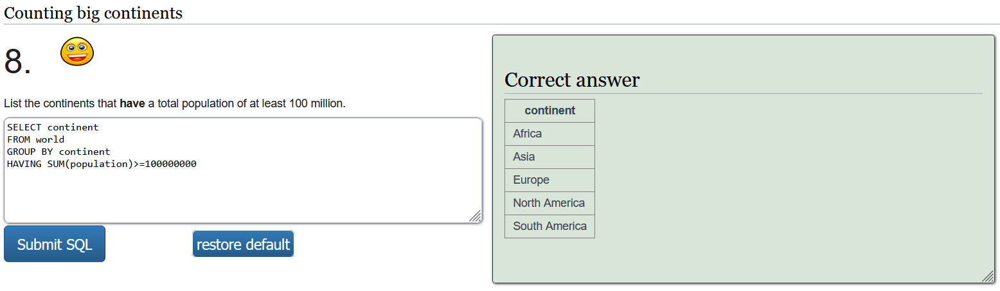 Counting big continents
8.
List the continents that have a total population of at least 100 million.
SELECT continent
FROM world
GROUP BY continent
HAVING SUM(population)>=100000000
Submit SQL
restore default
Correct answer
continent
Africa
Asia
Europe
North America
South America